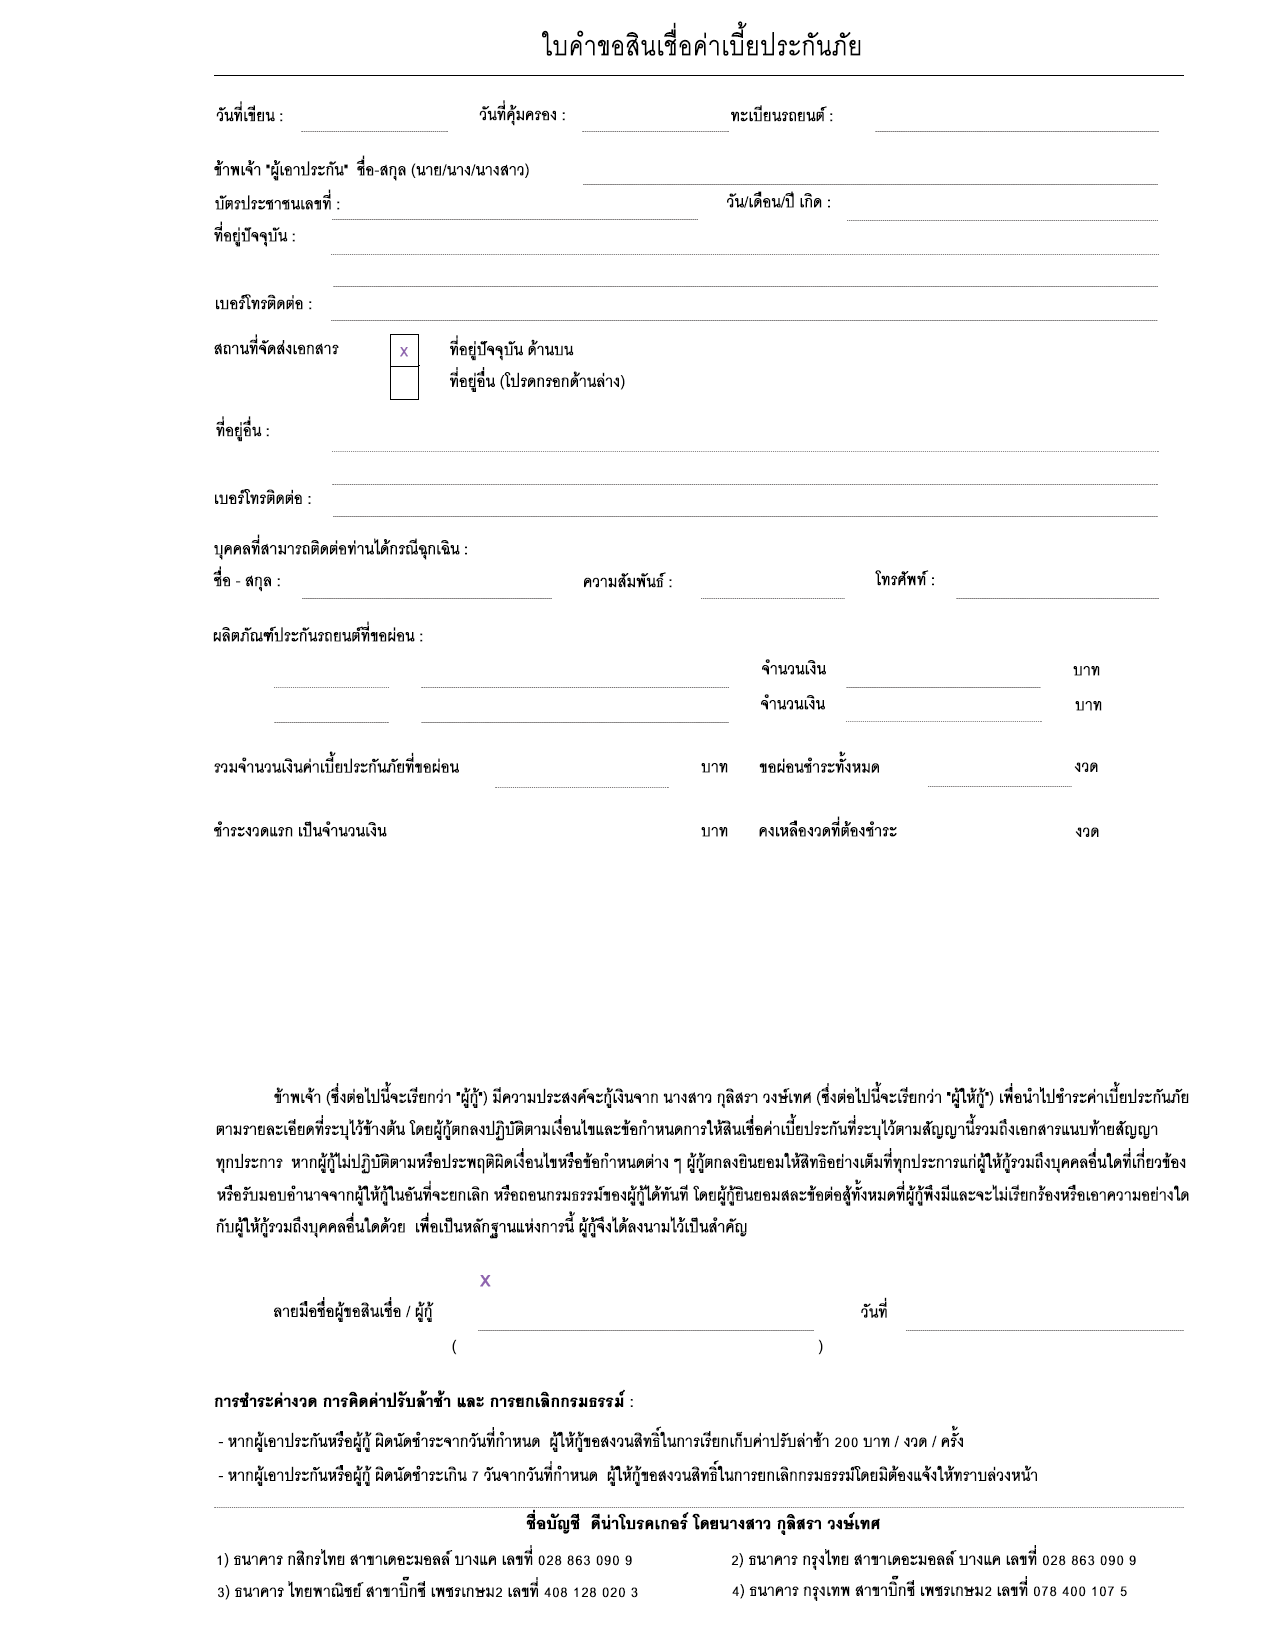 ใบคำขอสินเชื่อค่าเบี้ยประกันภัย
วันที่เขียน : วันที่คุ้มครอง : ทะเบียนรถยนต์ :
ข้าพเจ้า "ผู้เอาประกัน" ชื่อ-สกุล (นาย/นาง/นางสาว)
บัตรประชาชนเลขที่ : วัน/เดือน/ปี เกิด :
ที่อยู่ปัจจุบัน :
เบอร์โทรติดต่อ :
สถานที่จัดส่งเอกสาร x ที่อยู่ปัจจุบัน ด้านบน
ที่อยู่อื่น (โปรดกรอกด้านล่าง)
ที่อยู่อื่น :
เบอร์โทรติดต่อ :
บุคคลที่สามารถติดต่อท่านได้กรณีฉุกเฉิน :
ชื่อ - สกุล : ความสัมพันธ์ : โทรศัพท์ :
ผลิตภัณฑ์ประกันรถยนต์ที่ขอผ่อน :
จำนวนเงิน บาท
จำนวนเงิน บาท
รวมจำนวนเงินค่าเบี้ยประกันภัยที่ขอผ่อน บาท ขอผ่อนชำระทั้งหมด งวด
ชำระงวดแรก เป็นจำนวนเงิน บาท คงเหลืองวดที่ต้องชำระ งวด
ข้าพเจ้า (ซึ่งต่อไปนี้จะเรียกว่า "ผู้กู้") มีความประสงค์จะกู้เงินจาก นางสาว กุลิสรา วงษ์เทศ (ซึ่งต่อไปนี้จะเรียกว่า "ผู้ให้กู้") เพื่อนำไปชำระค่าเบี้ยประกันภัย
ตามรายละเอียดที่ระบุไว้ข้างต้น โดยผู้กู้ตกลงปฏิบัติตามเงื่อนไขและข้อกำหนดการให้สินเชื่อค่าเบี้ยประกันที่ระบุไว้ตามสัญญานี้รวมถึงเอกสารแนบท้ายสัญญา
ทุกประการ หากผู้กู้ไม่ปฏิบัติตามหรือประพฤติผิดเงื่อนไขหรือข้อกำหนดต่าง ๆ ผู้กู้ตกลงยินยอมให้สิทธิอย่างเต็มที่ทุกประการแก่ผู้ให้กู้รวมถึงบุคคลอื่นใดที่เกี่ยวข้อง
หรือรับมอบอำนาจจากผู้ให้กู้ในอันที่จะยกเลิก หรือถอนกรมธรรม์ของผู้กู้ได้ทันที โดยผู้กู้ยินยอมสละข้อต่อสู้ทั้งหมดที่ผู้กู้พึงมีและจะไม่เรียกร้องหรือเอาความอย่างใด
กับผู้ให้กู้รวมถึงบุคคลอื่นใดด้วย เพื่อเป็นหลักฐานแห่งการนี้ ผู้กู้จึงได้ลงนามไว้เป็นสำคัญ
x
ลายมือชื่อผู้ขอสินเชื่อ / ผู้กู้ วันที่
( )
การชำระค่างวด การคิดค่าปรับล้าช้า และ การยกเลิกกรมธรรม์ :
- หากผู้เอาประกันหรือผู้กู้ ผิดนัดชำระจากวันที่กำหนด ผู้ให้กู้ขอสงวนสิทธิ์ในการเรียกเก็บค่าปรับล่าช้า 200 บาท / งวด / ครั้ง
- หากผู้เอาประกันหรือผู้กู้ ผิดนัดชำระเกิน 7 วันจากวันที่กำหนด ผู้ให้กู้ขอสงวนสิทธิ์ในการยกเลิกกรมธรรม์โดยมิต้องแจ้งให้ทราบล่วงหน้า
ชื่อบัญชี ดีน่าโบรคเกอร์ โดยนางสาว กุลิสรา วงษ์เทศ
1) ธนาคาร กสิกรไทย สาขาเดอะมอลล์ บางแค เลขที่ 028 863 090 9 2) ธนาคาร กรุงไทย สาขาเดอะมอลล์ บางแค เลขที่ 028 863 090 9
3) ธนาคาร ไทยพาณิชย์ สาขาบิ๊กซี เพชรเกษม2 เลขที่ 408 128 020 3 4) ธนาคาร กรุงเทพ สาขาบิ๊กซี เพชรเกษม2 เลขที่ 078 400 107 5